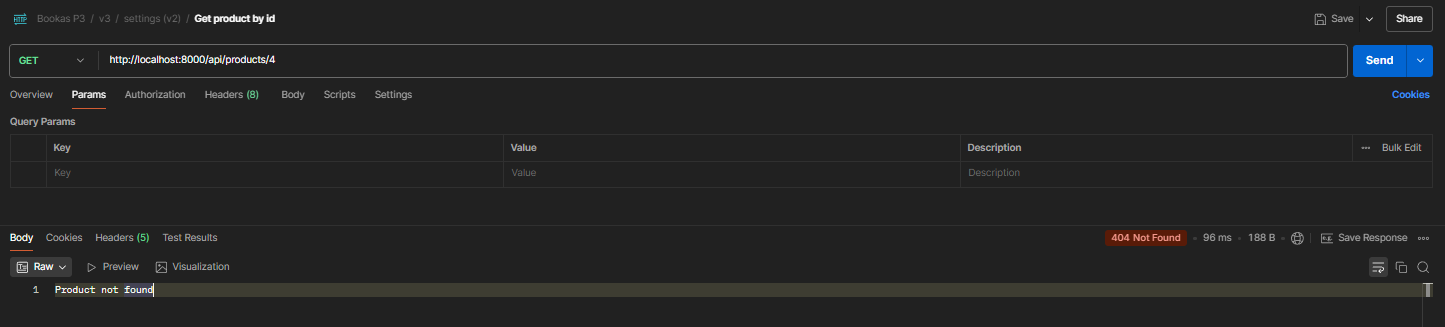 HTTP Bookas P3 / v3 / settings (v2) / Get product by id Save Share
GET http://localhost:8000/api/products/4 Send
Overview Params Authorization Headers (8) Body Scripts Settings Cookies
Query Params
Key Value Description ••• Bulk Edit
Key Value Description
Body Cookies Headers (5) Test Results 404 Not Found • 96 ms • 188 B • e.g. Save Response •••
Raw Preview Visualization
1 Product not found